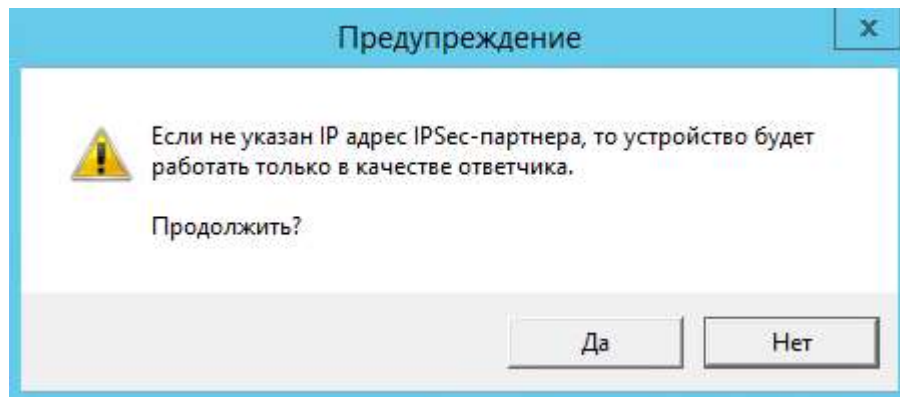 Предупреждение
x
Если не указан IP адрес IPSec-партнера, то устройство будет
работать только в качестве ответчика.
Продолжить?
Да
Нет